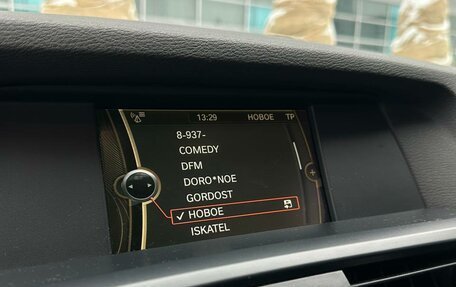 13:29 НОВОЕ TP
8-937-
COMEDY
DFM
DORO*NOE
GORDOST
✓ НОВОЕ
ISKATEL